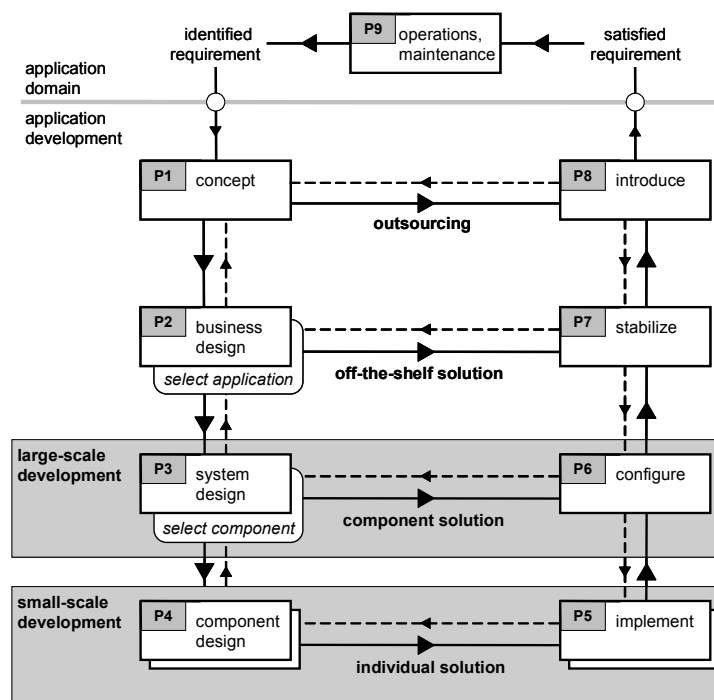 identified
requirement
P9
operations,
maintenance
satisfied
requirement
application
domain
application
development
P1
concept
P8
introduce
outsourcing
P2
business
design
select application
P7
stabilize
off-the-shelf solution
large-scale
development
P3
system
design
select component
P6
configure
component solution
small-scale
development
P4
component
design
P5
implement
individual solution